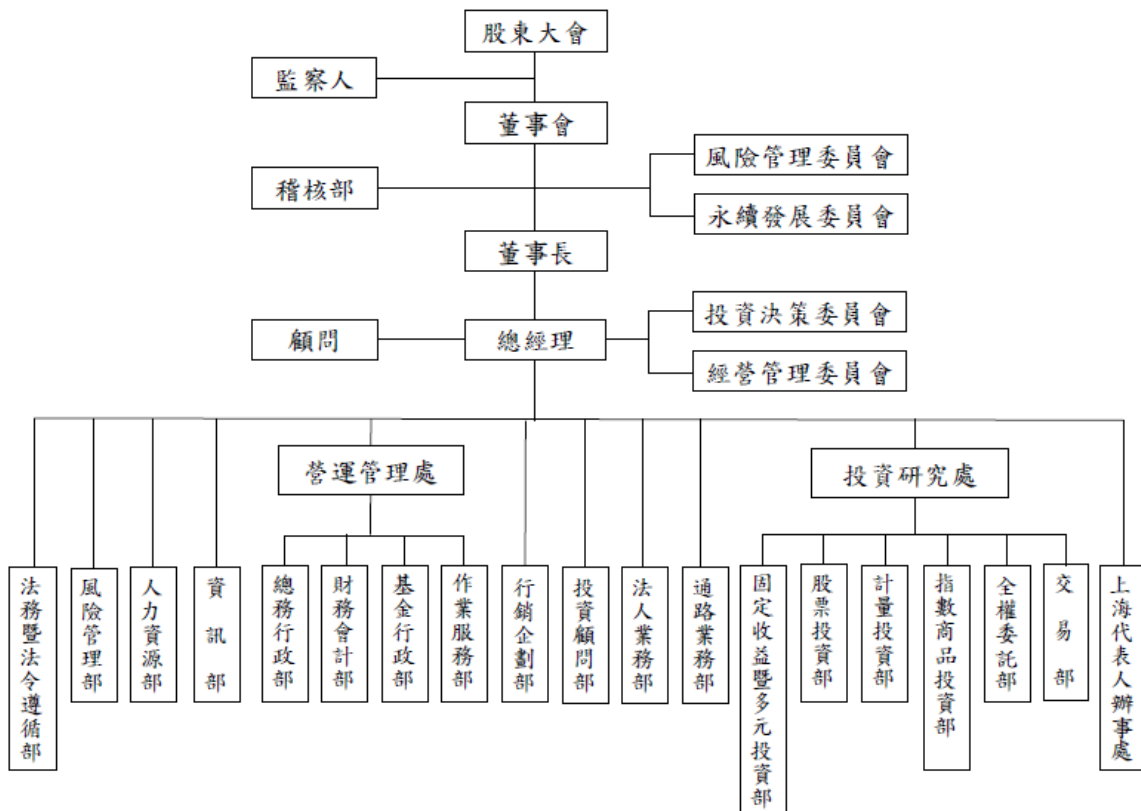 股東大會
監察人
董事會
風險管理委員會
稽核部
永續發展委員會
董事長
投資決策委員會
顧問
總經理
經營管理委員會
營運管理處
投資研究處
法務暨法令遵循部
風險管理部
人力資源部
資訊部
總務行政部
財務會計部
基金行政部
作業服務部
行銷企劃部
投資顧問部
法人業務部
通路業務部
固定收益暨多元投資部
股票投資部
計量投資部
指數商品投資部
全權委託部
交易部
上海代表人辦事處